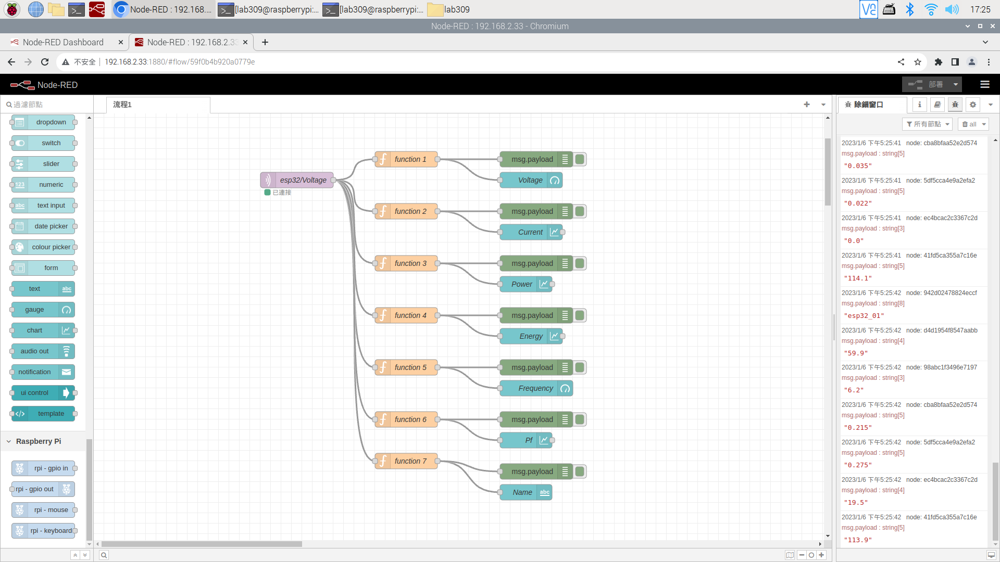 Node-RED : 192.168....
[lab309@raspberrypi:...
[lab309@raspberrypi:...
lab309
17:25
Node-RED : 192.168.2.33 - Chromium
Node-RED Dashboard
Node-RED : 192.168.2.33
不安全
192.168.2.33:1880/#flow/59f0b4b920a0779e
Node-RED
部署
過濾節點
dropdown
switch
slider
123 numeric
abc text input
date picker
colour picker
form
text abc
gauge
chart
audio out
notification
ui control
template
Raspberry Pi
rpi - gpio in
rpi - gpio out
rpi - mouse
rpi - keyboard
流程1
esp32/Voltage
已連接
function 1
msg.payload
Voltage
function 2
msg.payload
Current
function 3
msg.payload
Power
function 4
msg.payload
Energy
function 5
msg.payload
Frequency
function 6
msg.payload
Pf
function 7
msg.payload
Name abc
除錯窗口
所有節點
all
2023/1/6 下午5:25:41 node: cba8bfaa52e2d574
msg.payload : string[5]
"0.035"
2023/1/6 下午5:25:41 node: 5df5cca4e9a2efa2
msg.payload : string[5]
"0.022"
2023/1/6 下午5:25:41 node: ec4bcac2c3367c2d
msg.payload : string[3]
"0.0"
2023/1/6 下午5:25:41 node: 41fd5ca355a7c16e
msg.payload : string[5]
"114.1"
2023/1/6 下午5:25:41 node: 942d02478824eccf
msg.payload : string[8]
"esp32_01"
2023/1/6 下午5:25:42 node: d4d1954f8547aabb
msg.payload : string[4]
"59.9"
2023/1/6 下午5:25:42 node: 98abc1f3496e7197
msg.payload : string[3]
"6.2"
2023/1/6 下午5:25:42 node: cba8bfaa52e2d574
msg.payload : string[5]
"0.215"
2023/1/6 下午5:25:42 node: 5df5cca4e9a2efa2
msg.payload : string[5]
"0.275"
2023/1/6 下午5:25:42 node: ec4bcac2c3367c2d
msg.payload : string[4]
"19.5"
2023/1/6 下午5:25:42 node: 41fd5ca355a7c16e
msg.payload : string[5]
"113.9"